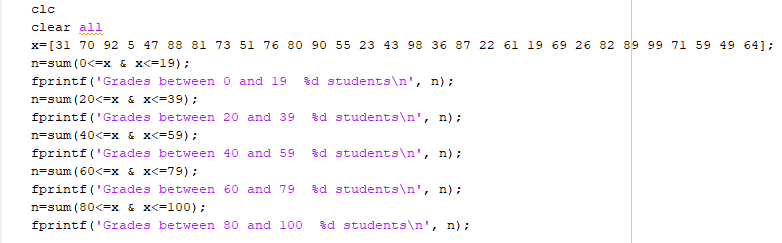 clc
clear all
x=[31 70 92 5 47 88 81 73 51 76 80 90 55 23 43 98 36 87 22 61 19 69 26 82 89 99 71 59 49 64];
n=sum(0<=x & x<=19);
fprintf('Grades between 0 and 19  %d students\n', n);
n=sum(20<=x & x<=39);
fprintf('Grades between 20 and 39  %d students\n', n);
n=sum(40<=x & x<=59);
fprintf('Grades between 40 and 59  %d students\n', n);
n=sum(60<=x & x<=79);
fprintf('Grades between 60 and 79  %d students\n', n);
n=sum(80<=x & x<=100);
fprintf('Grades between 80 and 100  %d students\n', n);